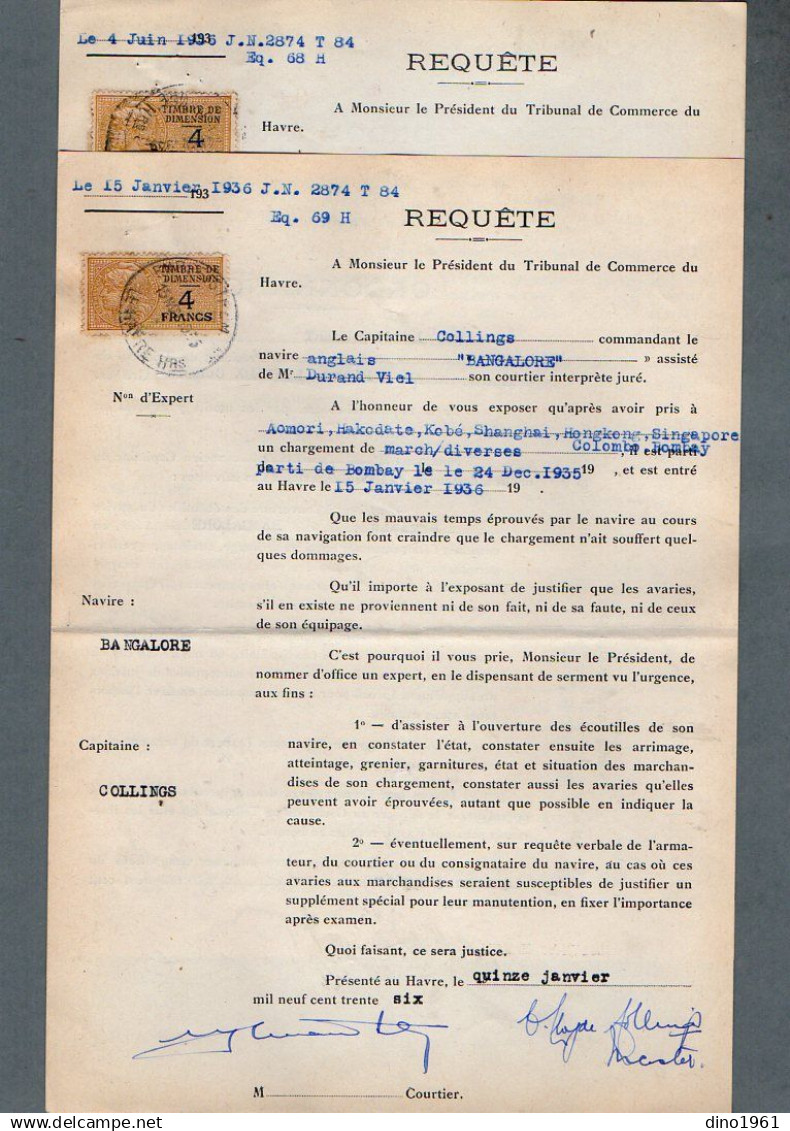 Le 4 Juin 1936 193 J.N.2874 T 84
Eq. 68 H
REQUÊTE
TIMBRE DE
DIMENSION
4
A Monsieur le Président du Tribunal de Commerce du
Havre.
Le 15 Janvier 193 1936 J.N. 2874 T 84
Eq. 69 H
REQUÊTE
TIMBRE DE
DIMENSION
4
FRANCS
A Monsieur le Président du Tribunal de Commerce du
Havre.
Le Capitaine Collings commandant le
navire anglais "BANGALORE" » assisté
de Mr Durand Viel son courtier interprète juré.
Non d'Expert
A l'honneur de vous exposer qu'après avoir pris à
Aomori,Hakodate,Kobé,Shanghai,Hongkong,Singapore
Colombo Bombay
un chargement de march/diverses , il est parti
parti de Bombay le le 24 Dec.1935 19 , et est entré
au Havre le 15 Janvier 1936 19 .
Que les mauvais temps éprouvés par le navire au cours
de sa navigation font craindre que le chargement n'ait souffert quel-
ques dommages.
Qu'il importe à l'exposant de justifier que les avaries,
s'il en existe ne proviennent ni de son fait, ni de sa faute, ni de ceux
de son équipage.
Navire :
BANGALORE
C'est pourquoi il vous prie, Monsieur le Président, de
nommer d'office un expert, en le dispensant de serment vu l'urgence,
aux fins :
1o — d'assister à l'ouverture des écoutilles de son
navire, en constater l'état, constater ensuite les arrimage,
atteintage, grenier, garnitures, état et situation des marchan-
dises de son chargement, constater aussi les avaries qu'elles
peuvent avoir éprouvées, autant que possible en indiquer la
cause.
Capitaine :
COLLINGS
2o — éventuellement, sur requête verbale de l'arma-
teur, du courtier ou du consignataire du navire, au cas où ces
avaries aux marchandises seraient susceptibles de justifier un
supplément spécial pour leur manutention, en fixer l'importance
après examen.
Quoi faisant, ce sera justice.
Présenté au Havre, le quinze janvier
mil neuf cent trente six
Collings
Master.
M Courtier.
dino1961